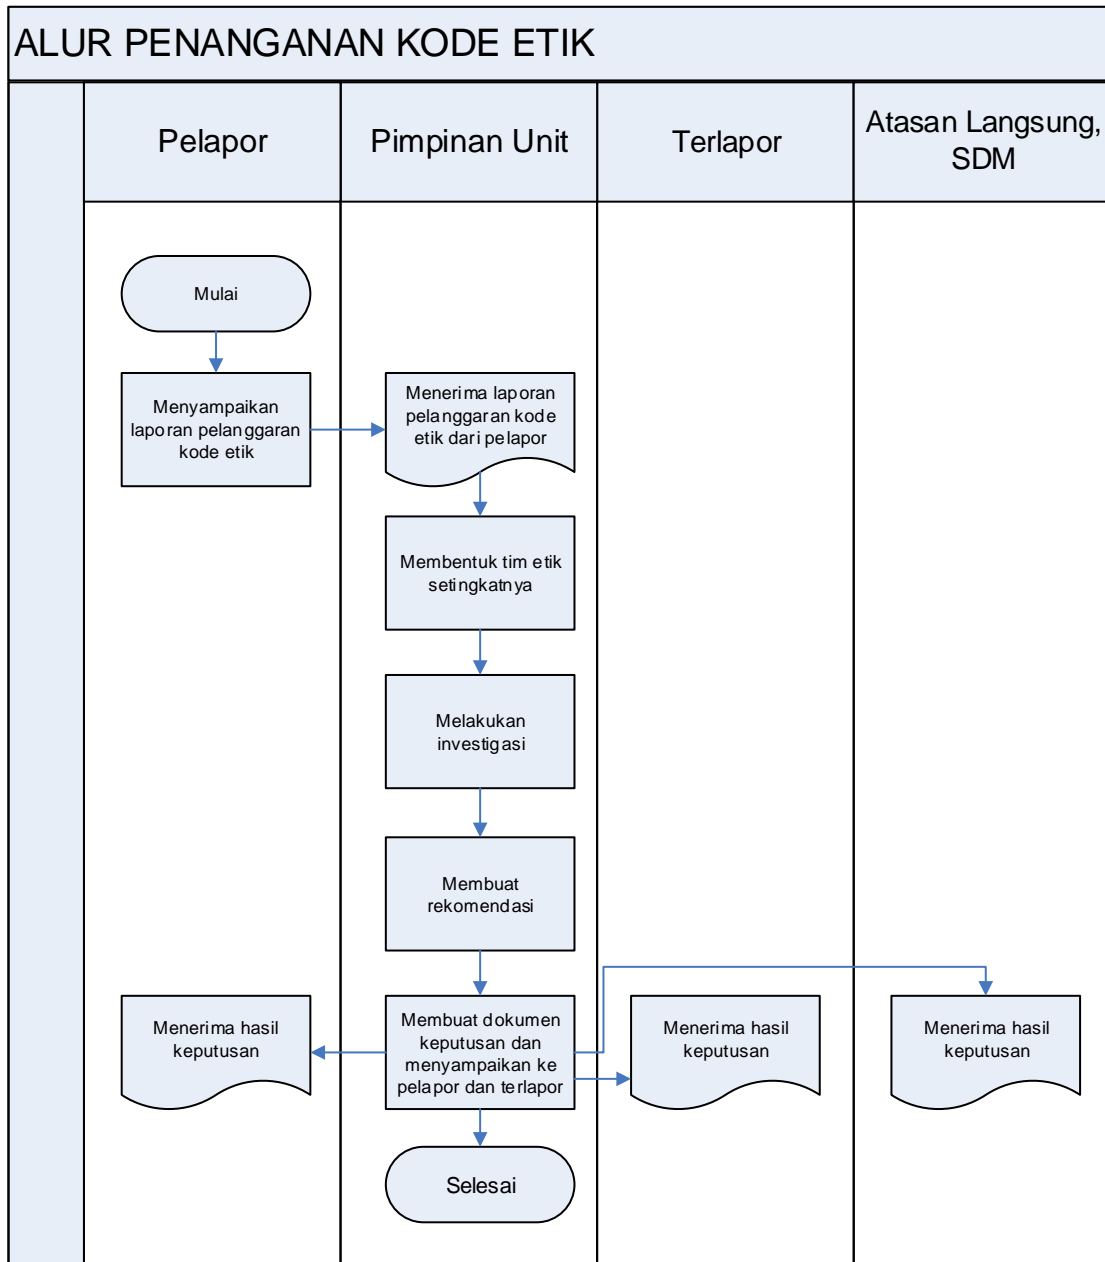 ALUR PENANGANAN KODE ETIK
Pelapor
Pimpinan Unit
Terlapor
Atasan Langsung,
SDM
Mulai
Menyampaikan
laporan pelanggaran
kode etik
Menerima laporan
pelanggaran kode
etik dari pelapor
Membentuk tim etik
setingkatnya
Melakukan
investigasi
Membuat
rekomendasi
Menerima hasil
keputusan
Membuat dokumen
keputusan dan
menyampaikan ke
pelapor dan terlapor
Menerima hasil
keputusan
Menerima hasil
keputusan
Selesai